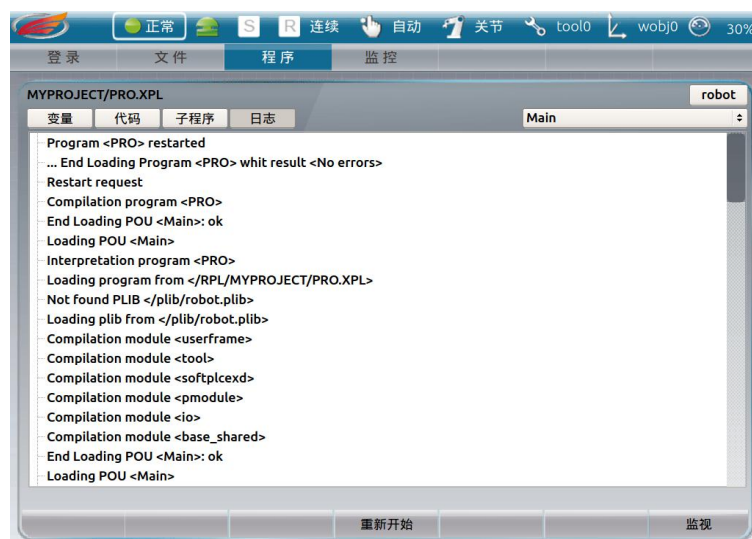 正常 S R 连续 自动 关节 tool0 wobj0 30%
登录 文件 程序 监控
MYPROJECT/PRO.XPL robot
变量 代码 子程序 日志 Main
Program <PRO> restarted
... End Loading Program <PRO> whit result <No errors>
Restart request
Compilation program <PRO>
End Loading POU <Main>: ok
Loading POU <Main>
Interpretation program <PRO>
Loading program from </RPL/MYPROJECT/PRO.XPL>
Not found PLIB </plib/robot.plib>
Loading plib from </plib/robot.plib>
Compilation module <userframe>
Compilation module <tool>
Compilation module <softplcexd>
Compilation module <pmodule>
Compilation module <io>
Compilation module <base_shared>
End Loading POU <Main>: ok
Loading POU <Main>
重新开始 监视